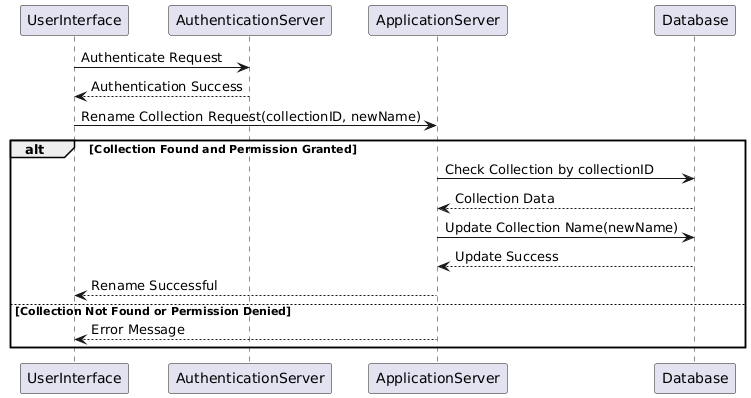 UserInterface AuthenticationServer ApplicationServer Database
Authenticate Request
Authentication Success
Rename Collection Request(collectionID, newName)
alt [Collection Found and Permission Granted]
Check Collection by collectionID
Collection Data
Update Collection Name(newName)
Update Success
Rename Successful
[Collection Not Found or Permission Denied]
Error Message
UserInterface AuthenticationServer ApplicationServer Database